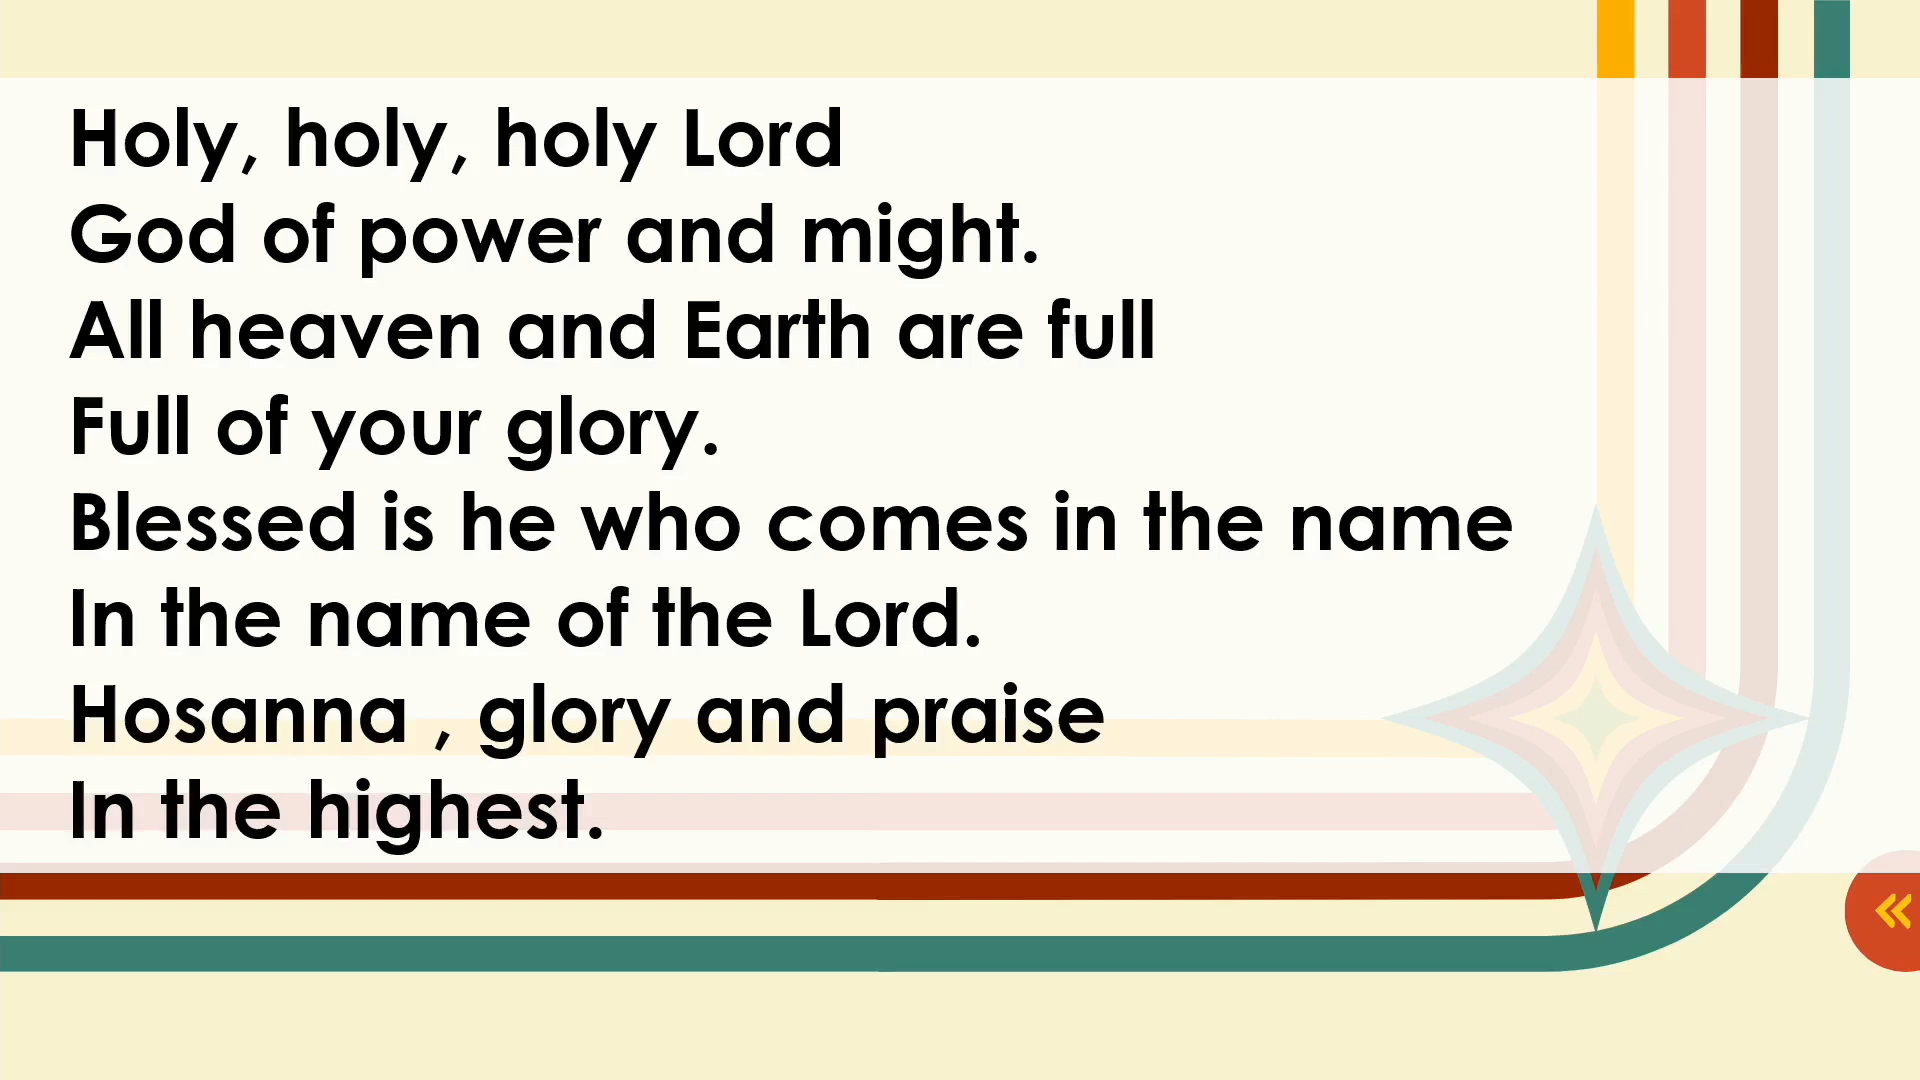 Holy, holy, holy Lord
God of power and might.
All heaven and Earth are full
Full of your glory.
Blessed is he who comes in the name
In the name of the Lord.
Hosanna , glory and praise
In the highest.